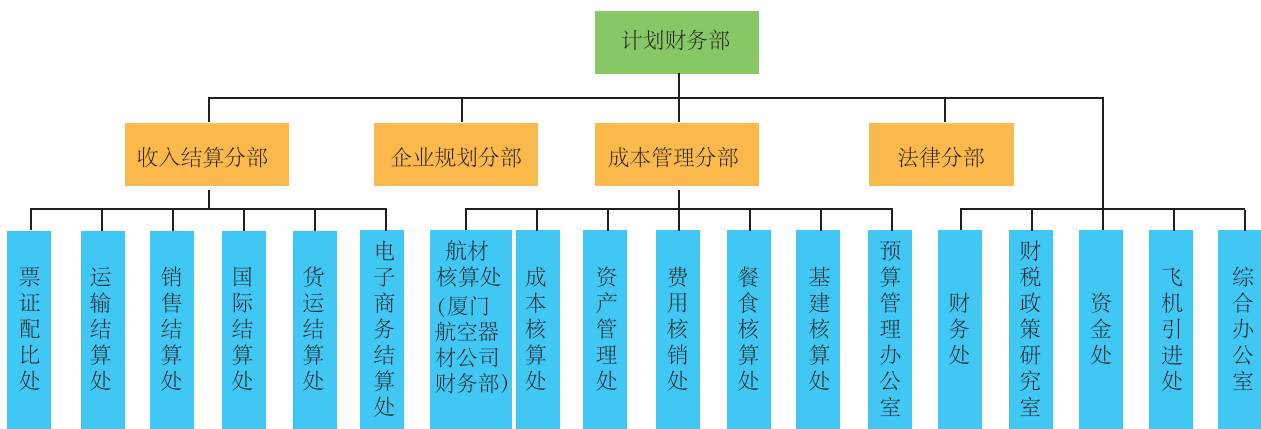 计划财务部
收入结算分部
企业规划分部
成本管理分部
法律分部
票证配比处
运输结算处
销售结算处
国际结算处
货运结算处
电子商务结算处
航材
核算处
(厦门
航空器
材公司
财务部)
成本核算处
资产管理处
费用核销处
餐食核算处
基建核算处
预算管理办公室
财务处
财税政策研究室
资金处
飞机引进处
综合办公室